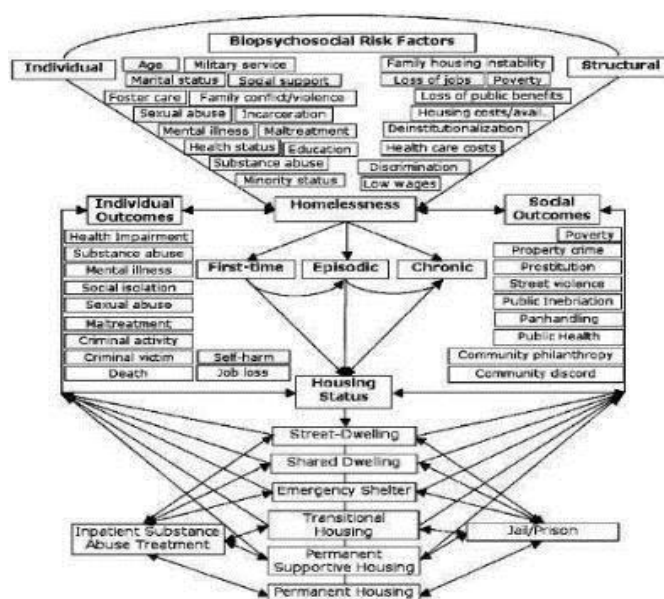 Biopsychosocial Risk Factors
Individual
Structural
Age
Military service
Marital status
Social support
Foster care
Family conflict/violence
Sexual abuse
Incarceration
Mental illness
Maltreatment
Health status
Education
Substance abuse
Minority status
Family housing instability
Loss of jobs
Poverty
Loss of public benefits
Housing costs/avail.
Deinstitutionalization
Health care costs
Discrimination
Low wages
Individual
Outcomes
Homelessness
Social
Outcomes
Health Impairment
Substance abuse
Mental illness
Social isolation
Sexual abuse
Maltreatment
Criminal activity
Criminal victim
Death
Self-harm
Job loss
First-time
Episodic
Chronic
Poverty
Property crime
Prostitution
Street violence
Public Inebriation
Panhandling
Public Health
Community philanthropy
Community discord
Housing
Status
Street-Dwelling
Shared Dwelling
Emergency Shelter
Transitional
Housing
Permanent
Supportive Housing
Permanent Housing
Inpatient Substance
Abuse Treatment
Jail/Prison